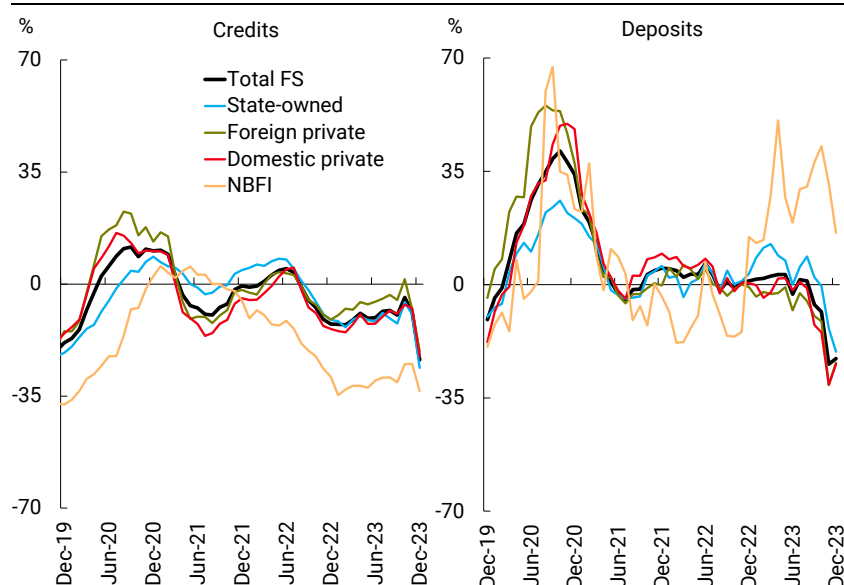 %
Credits
70
35
0
-35
-70
Total FS
State-owned
Foreign private
Domestic private
NBFI
Dec-19
Jun-20
Dec-20
Jun-21
Dec-21
Jun-22
Dec-22
Jun-23
Dec-23
%
Deposits
70
35
0
-35
-70
Dec-19
Jun-20
Dec-20
Jun-21
Dec-21
Jun-22
Dec-22
Jun-23
Dec-23